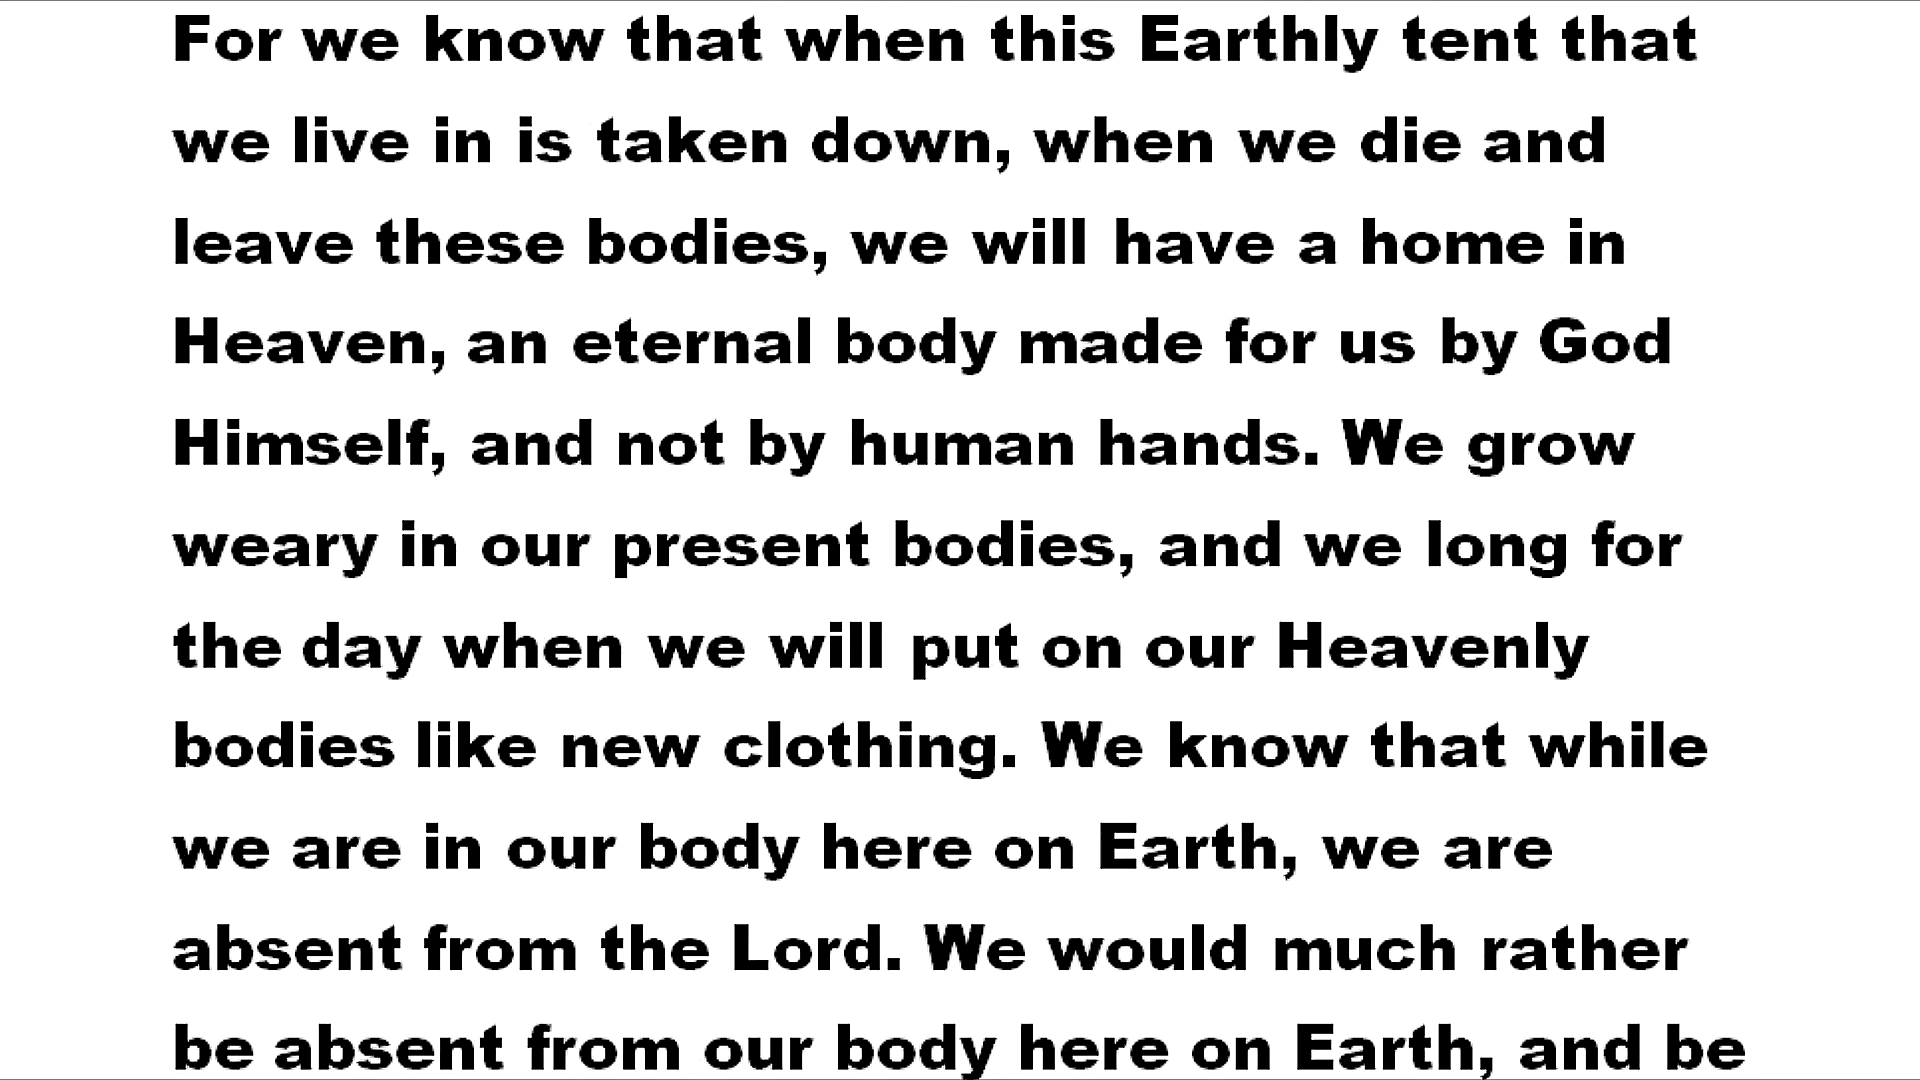 For we know that when this Earthly tent that
we live in is taken down, when we die and
leave these bodies, we will have a home in
Heaven, an eternal body made for us by God
Himself, and not by human hands. We grow
weary in our present bodies, and we long for
the day when we will put on our Heavenly
bodies like new clothing. We know that while
we are in our body here on Earth, we are
absent from the Lord. We would much rather
be absent from our body here on Earth, and be